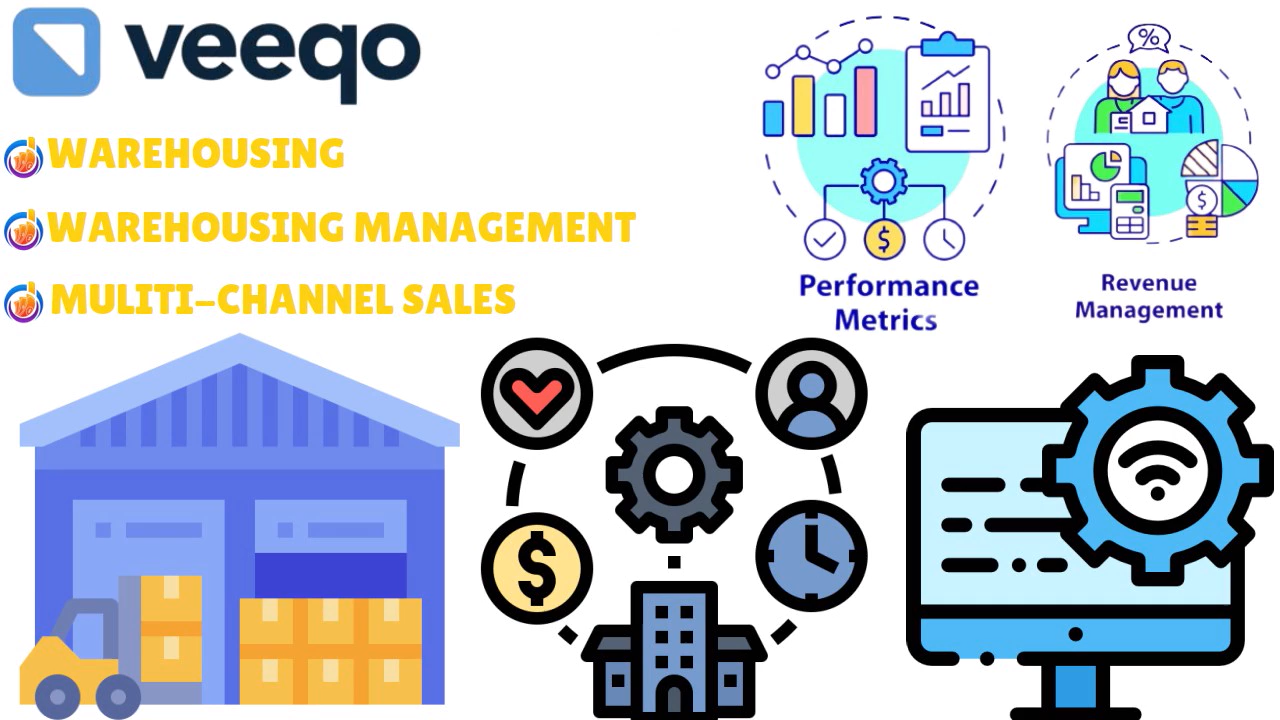 veeqo
WAREHOUSING
WAREHOUSING MANAGEMENT
MULITI-CHANNEL SALES
%
$
Performance
Metrics
$
Revenue
Management
$